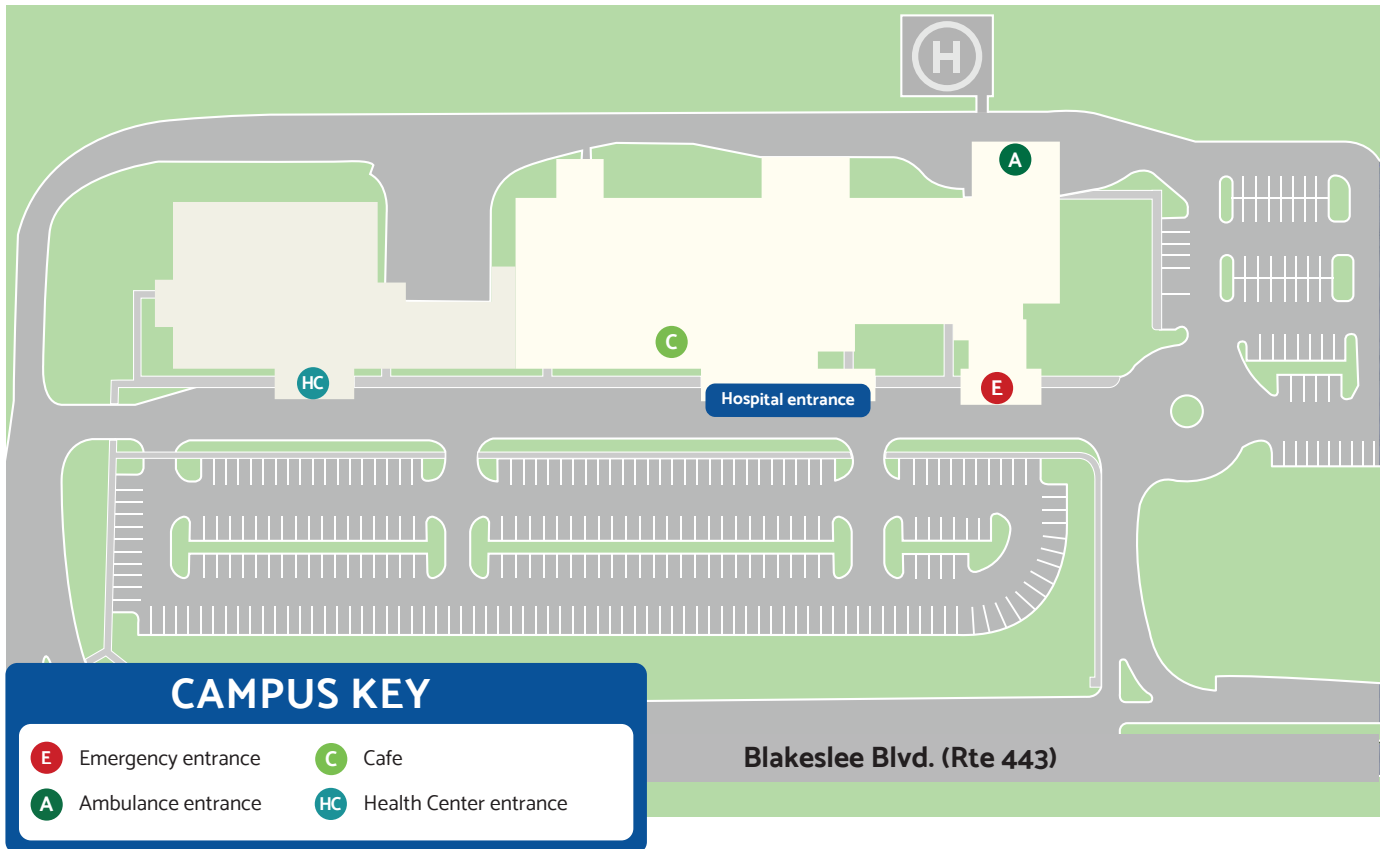 H
A
C
HC
Hospital entrance
E
CAMPUS KEY
E Emergency entrance
C Cafe
A Ambulance entrance
HC Health Center entrance
Blakeslee Blvd. (Rte 443)